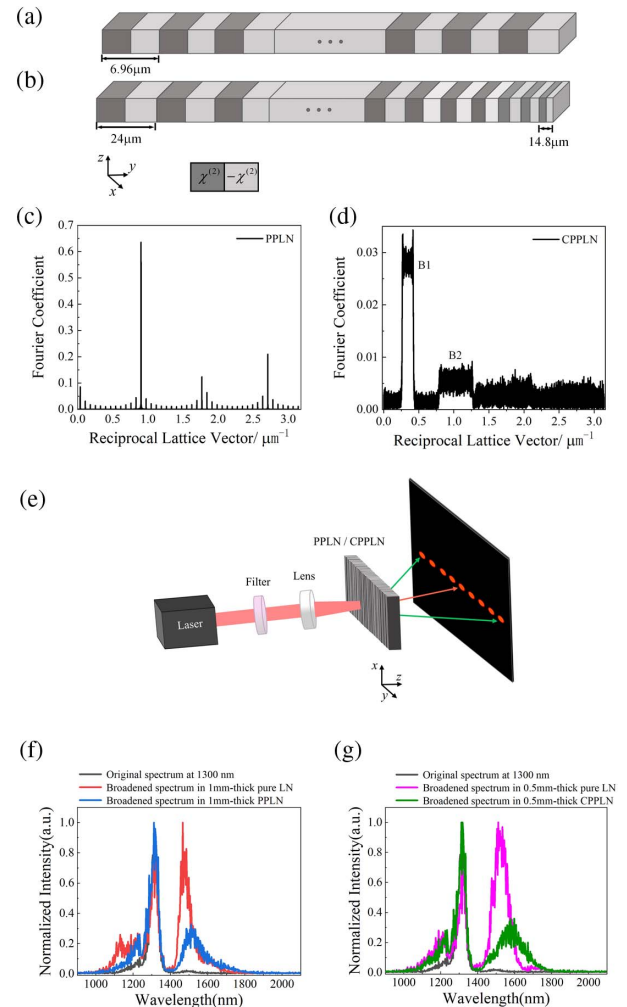 (a)
6.96μm
(b)
24μm
14.8μm
z
y
x
χ(2) −χ(2)
(c)
0.7
0.6
0.5
0.4
0.3
0.2
0.1
0.0
Fourier Coefficient
PPLN
0.0 0.5 1.0 1.5 2.0 2.5 3.0
Reciprocal Lattice Vector/ μm⁻¹
(d)
0.03
0.02
0.01
0.00
Fourier Coefficient
CPPLN
B1
B2
0.0 0.5 1.0 1.5 2.0 2.5 3.0
Reciprocal Lattice Vector/ μm⁻¹
(e)
PPLN / CPPLN
Lens
Filter
Laser
x
z
y
(f)
Original spectrum at 1300 nm
Broadened spectrum in 1mm-thick pure LN
Broadened spectrum in 1mm-thick PPLN
Normalized Intensity(a.u.)
1.0
0.8
0.6
0.4
0.2
0.0
1000 1200 1400 1600 1800 2000
Wavelength(nm)
(g)
Original spectrum at 1300 nm
Broadened spectrum in 0.5mm-thick pure LN
Broadened spectrum in 0.5mm-thick CPPLN
Normalized Intensity(a.u.)
1.0
0.8
0.6
0.4
0.2
0.0
1000 1200 1400 1600 1800 2000
Wavelength(nm)